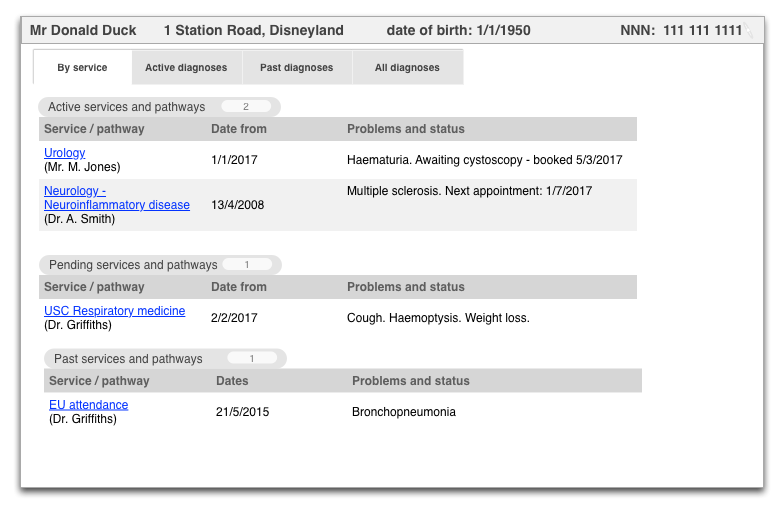 Mr Donald Duck 1 Station Road, Disneyland date of birth: 1/1/1950 NNN: 111 111 1111
By service Active diagnoses Past diagnoses All diagnoses
Active services and pathways 2
Service / pathway Date from Problems and status
Urology
(Mr. M. Jones) 1/1/2017 Haematuria. Awaiting cystoscopy - booked 5/3/2017
Neurology - Multiple sclerosis. Next appointment: 1/7/2017
Neuroinflammatory disease 13/4/2008
(Dr. A. Smith)
Pending services and pathways 1
Service / pathway Date from Problems and status
USC Respiratory medicine
(Dr. Griffiths) 2/2/2017 Cough. Haemoptysis. Weight loss.
Past services and pathways 1
Service / pathway Dates Problems and status
EU attendance
(Dr. Griffiths) 21/5/2015 Bronchopneumonia